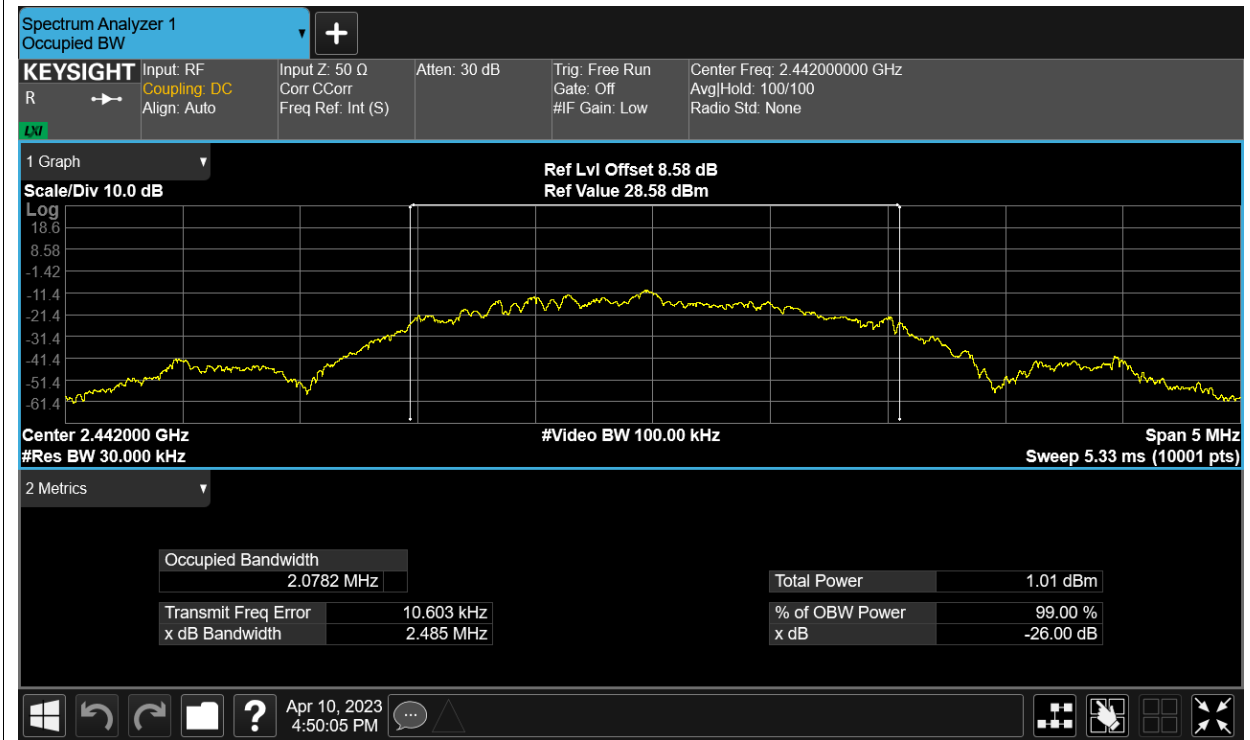 Spectrum Analyzer 1
Occupied BW
KEYSIGHT
R
LXI
Input: RF
Coupling: DC
Align: Auto
Input Z: 50 Ω
Corr CCorr
Freq Ref: Int (S)
Atten: 30 dB
Trig: Free Run
Gate: Off
#IF Gain: Low
Center Freq: 2.442000000 GHz
Avg|Hold: 100/100
Radio Std: None
1 Graph
Scale/Div 10.0 dB
Ref Lvl Offset 8.58 dB
Ref Value 28.58 dBm
Log
18.6
8.58
-1.42
-11.4
-21.4
-31.4
-41.4
-51.4
-61.4
Center 2.442000 GHz
#Video BW 100.00 kHz
Span 5 MHz
#Res BW 30.000 kHz
Sweep 5.33 ms (10001 pts)
2 Metrics
Occupied Bandwidth
2.0782 MHz
Total Power 1.01 dBm
Transmit Freq Error 10.603 kHz
% of OBW Power 99.00 %
x dB Bandwidth 2.485 MHz
x dB -26.00 dB
?
Apr 10, 2023
4:50:05 PM